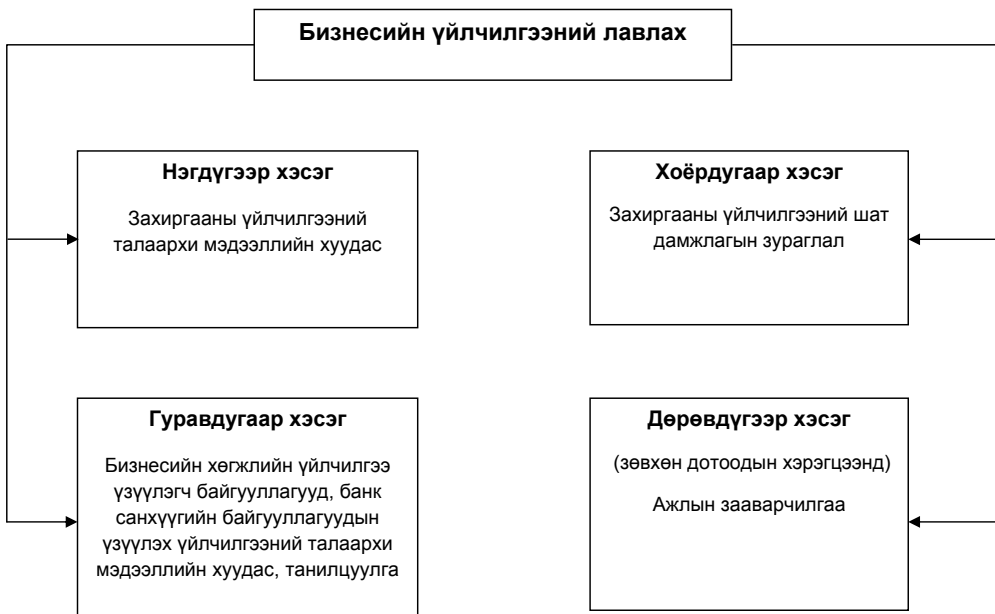 Бизнесийн үйлчилгээний лавлах
Нэгдүгээр хэсэг
Захиргааны үйлчилгээний
талаархи мэдээллийн хуудас
Хоёрдугаар хэсэг
Захиргааны үйлчилгээний шат
дамжлагын зураглал
Гуравдугаар хэсэг
Бизнесийн хөгжлийн үйлчилгээ
үзүүлэгч байгууллагууд, банк
санхүүгийн байгууллагуудын
үзүүлэх үйлчилгээний талаархи
мэдээллийн хуудас, танилцуулга
Дөрөвдүгээр хэсэг
(зөвхөн дотоодын хэрэгцээнд)
Ажлын зааварчилгаа